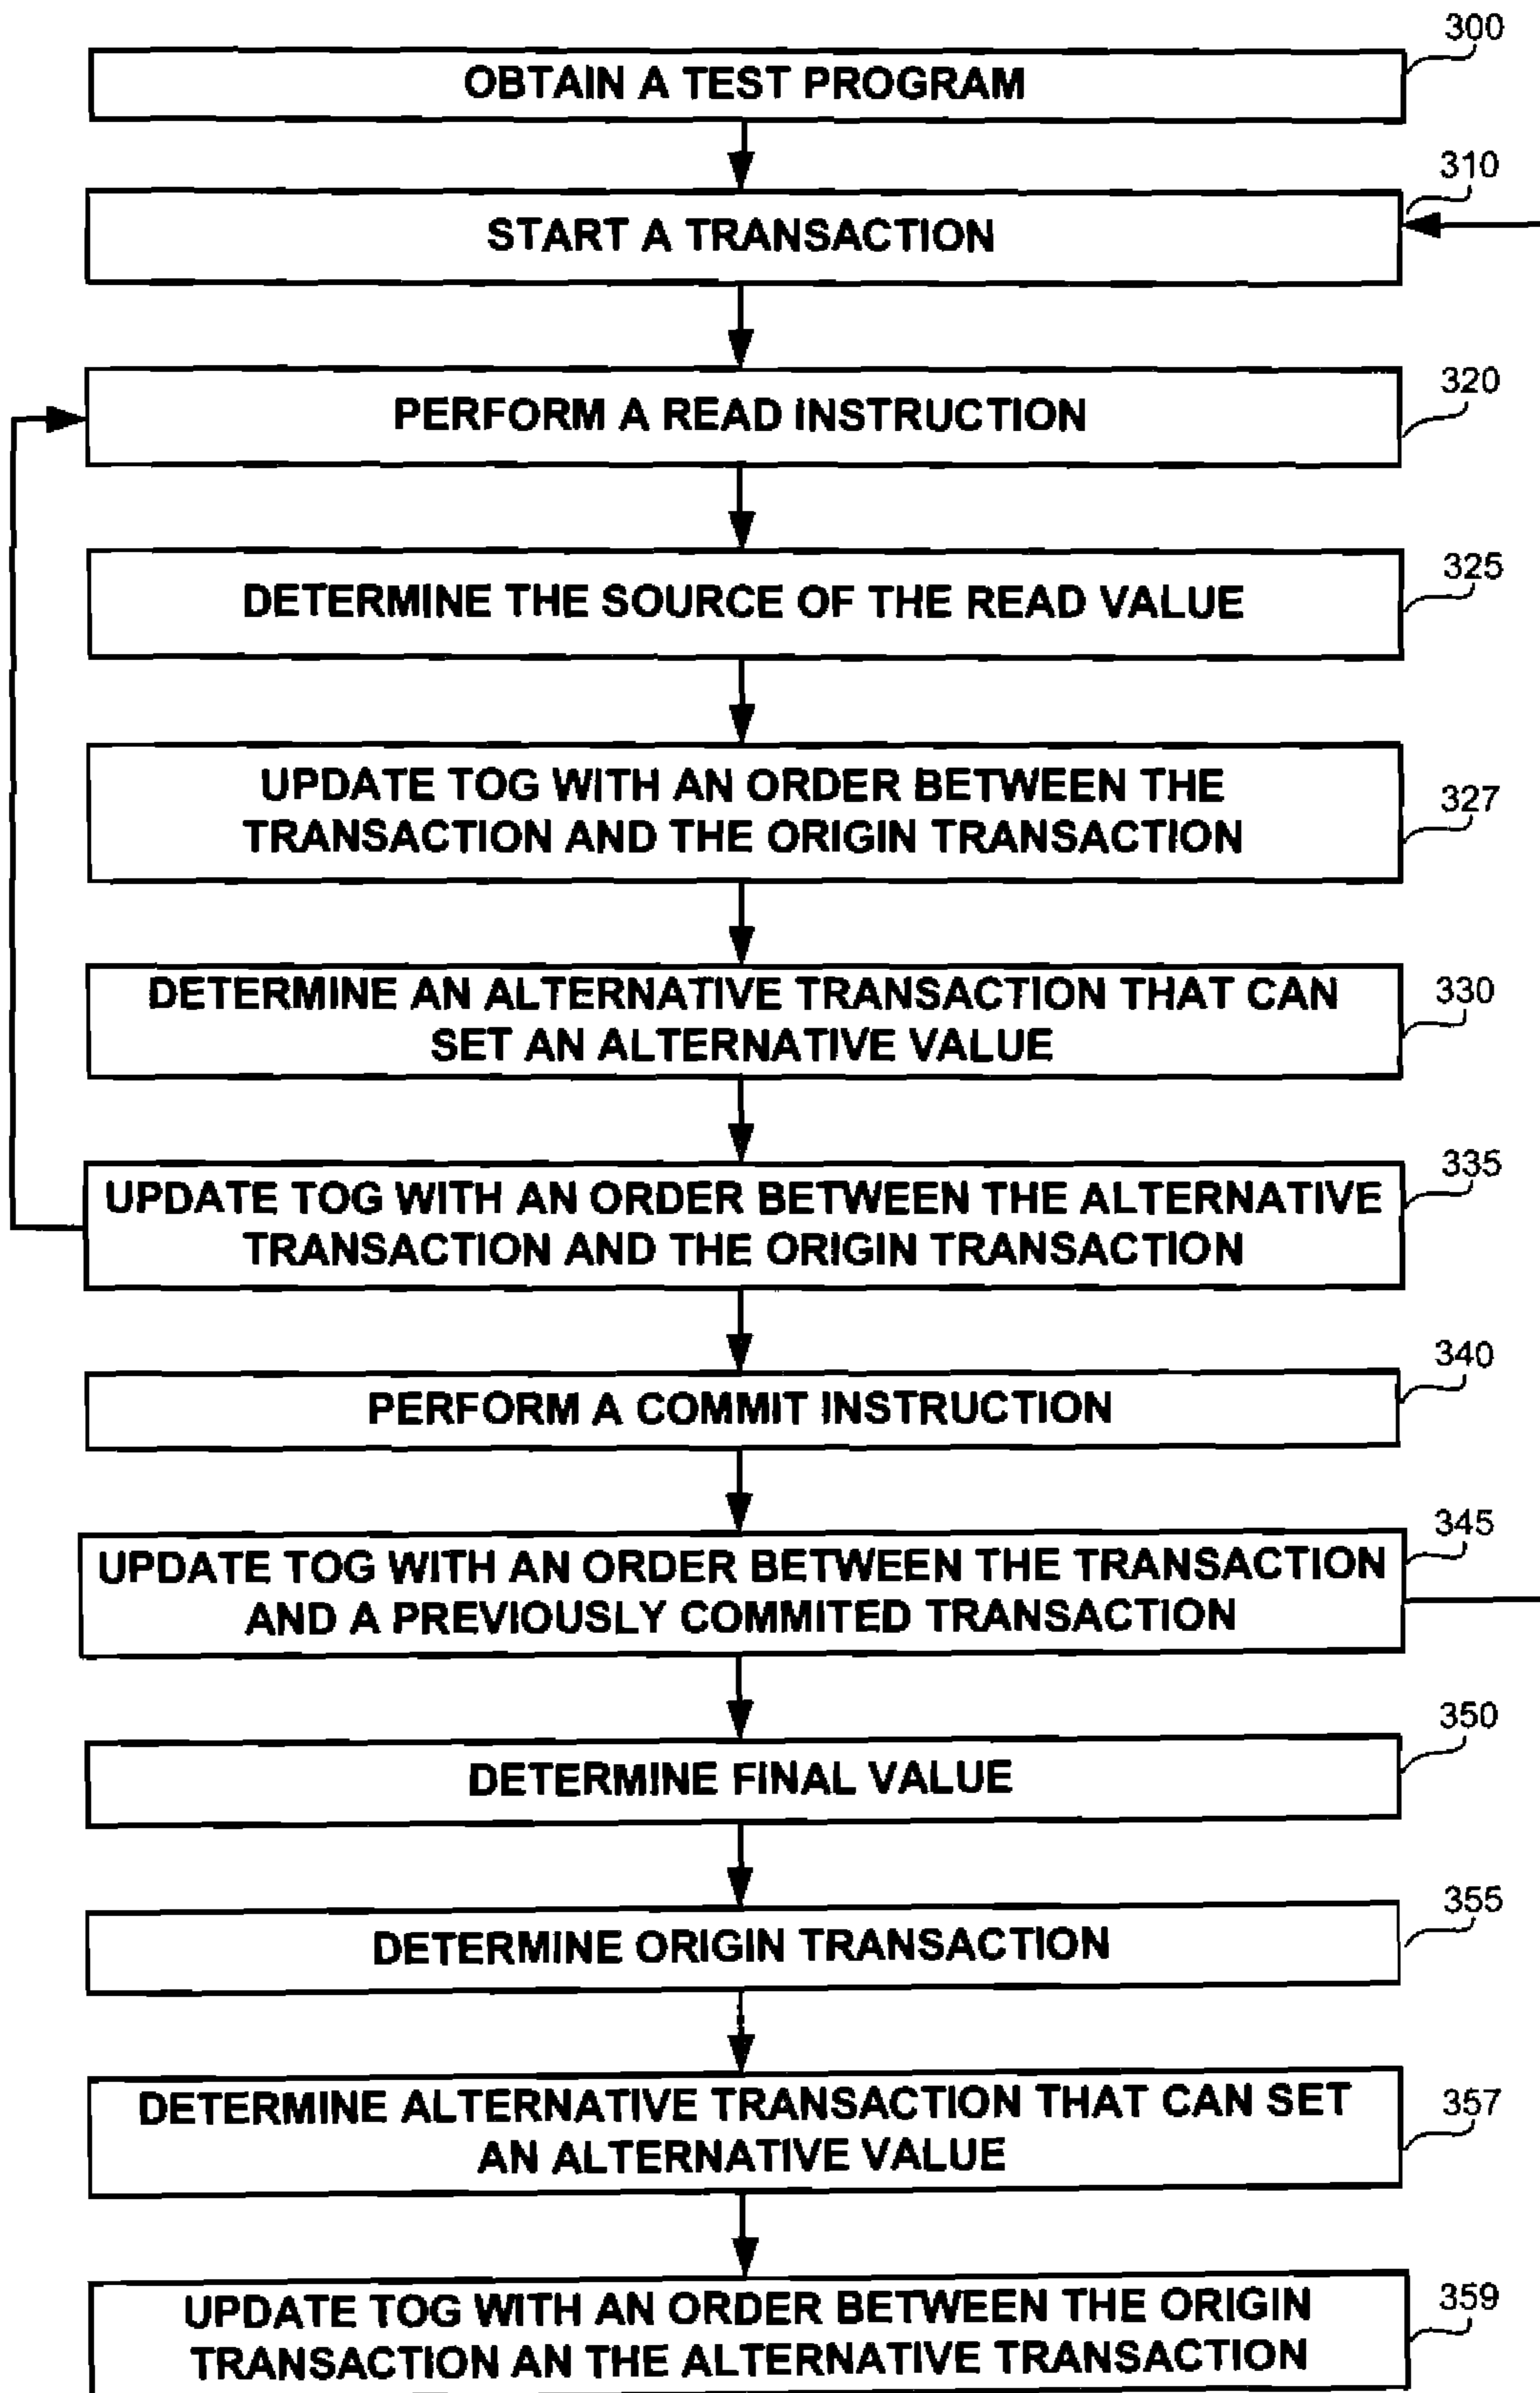 300
OBTAIN A TEST PROGRAM
310
START A TRANSACTION
320
PERFORM A READ INSTRUCTION
325
DETERMINE THE SOURCE OF THE READ VALUE
UPDATE TOG WITH AN ORDER BETWEEN THE
327
TRANSACTION AND THE ORIGIN TRANSACTION
330
DETERMINE AN ALTERNATIVE TRANSACTION THAT CAN
SET AN ALTERNATIVE VALUE
335
UPDATE TOG WITH AN ORDER BETWEEN THE ALTERNATIVE
TRANSACTION AND THE ORIGIN TRANSACTION
340
PERFORM A COMMIT INSTRUCTION
345
UPDATE TOG WITH AN ORDER BETWEEN THE TRANSACTION
AND A PREVIOUSLY COMMITED TRANSACTION
350
DETERMINE FINAL VALUE
355
DETERMINE ORIGIN TRANSACTION
357
DETERMINE ALTERNATIVE TRANSACTION THAT CAN SET
AN ALTERNATIVE VALUE
359
UPDATE TOG WITH AN ORDER BETWEEN THE ORIGIN
TRANSACTION AN THE ALTERNATIVE TRANSACTION